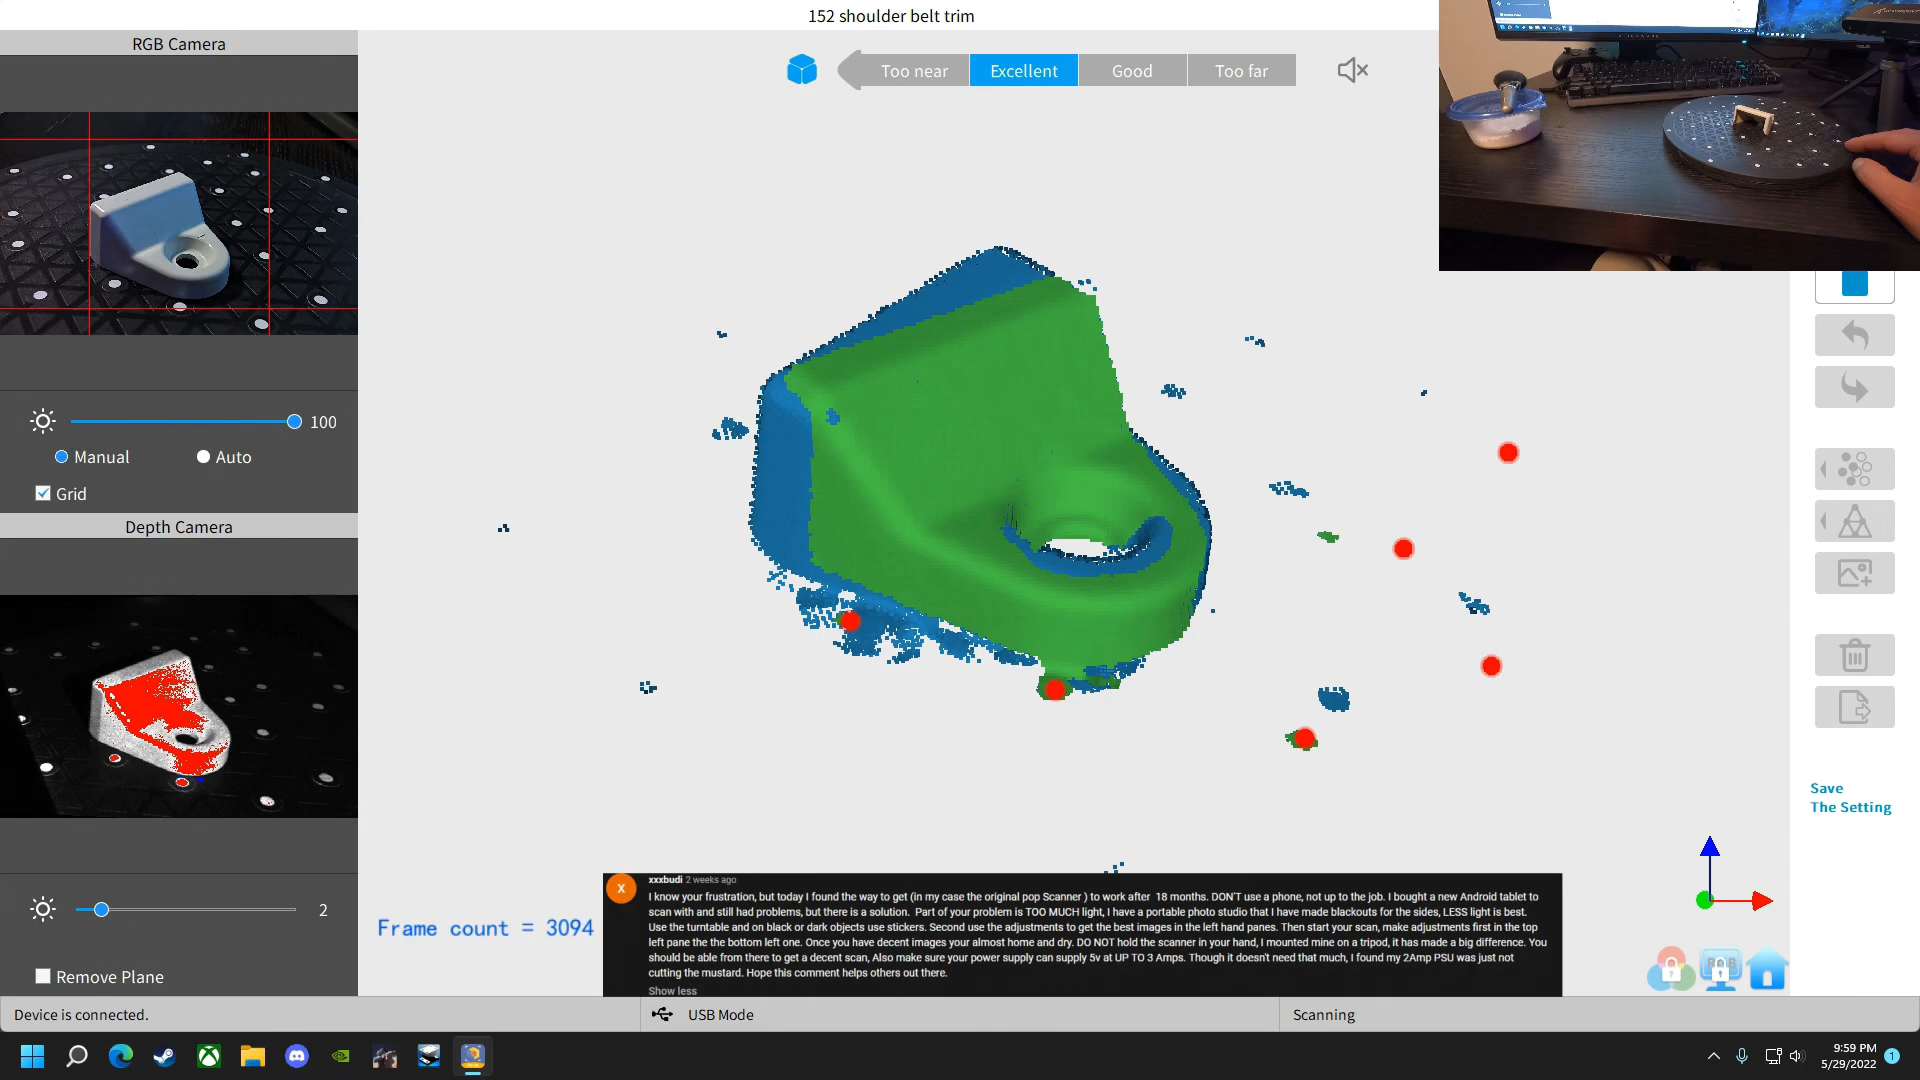 152 shoulder belt trim
RGB Camera
Too near
Excellent
Good
Too far
100
Manual
Auto
Grid
Depth Camera
2
Remove Plane
Frame count = 3094
X
xxxbudi 2 weeks ago
I know your frustration, but today I found the way to get (in my case the original pop Scanner ) to work after 18 months. DON'T use a phone, not up to the job. I bought a new Android tablet to
scan with and still had problems, but there is a solution. Part of your problem is TOO MUCH light, I have a portable photo studio that I have made blackouts for the sides, LESS light is best.
Use the turntable and on black or dark objects use stickers. Second use the adjustments to get the best images in the left hand panes. Then start your scan, make adjustments first in the top
left pane the the bottom left one. Once you have decent images your almost home and dry. DO NOT hold the scanner in your hand, I mounted mine on a tripod, it has made a big difference. You
should be able from there to get a decent scan, Also make sure your power supply can supply 5v at UP TO 3 Amps. Though it doesn't need that much, I found my 2Amp PSU was just not
cutting the mustard. Hope this comment helps others out there.
Show less
Save
The Setting
RGB
Device is connected.
USB Mode
Scanning
9:59 PM
5/29/2022
1